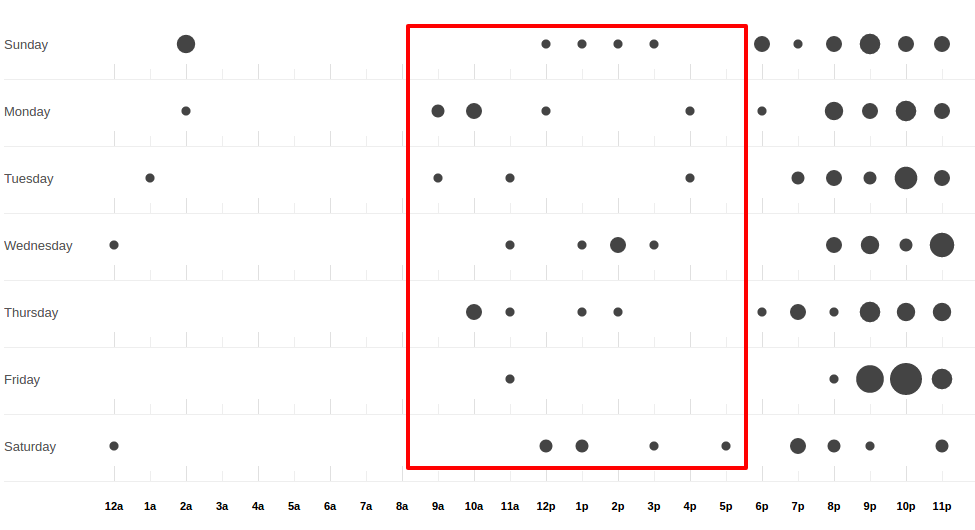 Sunday
Monday
Tuesday
Wednesday
Thursday
Friday
Saturday
12a 1a 2a 3a 4a 5a 6a 7a 8a 9a 10a 11a 12p 1p 2p 3p 4p 5p 6p 7p 8p 9p 10p 11p